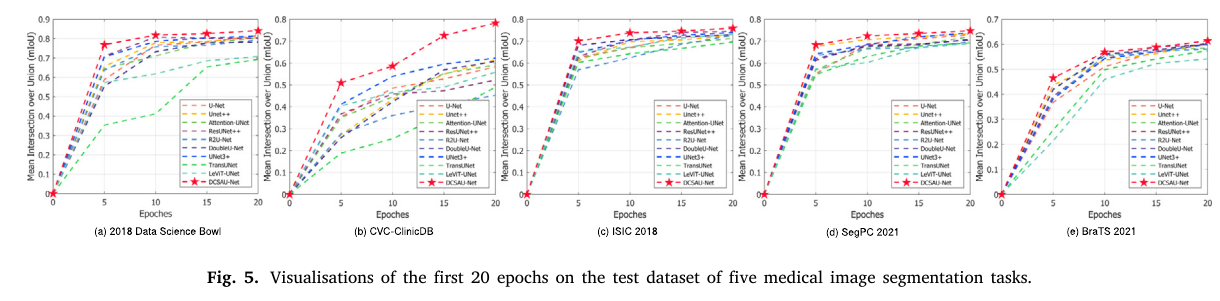 Mean Intersection over Union (mIoU)
0.9
0.8
0.7
0.6
0.5
0.4
0.3
0.2
0.1
0
0 5 10 15 20
Epoches
U-Net
Unet++
Attention-UNet
ResUNet++
R2U-Net
DoubleU-Net
UNet3+
TransUNet
LeViT-UNet
DCSAU-Net
(a) 2018 Data Science Bowl
Mean Intersection over Union (mIoU)
0.8
0.7
0.6
0.5
0.4
0.3
0.2
0.1
0
0 5 10 15 20
Epoches
U-Net
Unet++
Attention-UNet
ResUNet++
R2U-Net
DoubleU-Net
UNet3+
TransUNet
LeViT-UNet
DCSAU-Net
(b) CVC-ClinicDB
Mean Intersection over Union (mIoU)
0.8
0.7
0.6
0.5
0.4
0.3
0.2
0.1
0
0 5 10 15 20
Epoches
U-Net
Unet++
Attention-UNet
ResUNet++
R2U-Net
DoubleU-Net
UNet3+
TransUNet
LeViT-UNet
DCSAU-Net
(c) ISIC 2018
Mean Intersection over Union (mIoU)
0.8
0.7
0.6
0.5
0.4
0.3
0.2
0.1
0
0 5 10 15 20
Epoches
U-Net
Unet++
Attention-UNet
ResUNet++
R2U-Net
DoubleU-Net
UNet3+
TransUNet
LeViT-UNet
DCSAU-Net
(d) SegPC 2021
Mean Intersection over Union (mIoU)
0.7
0.6
0.5
0.4
0.3
0.2
0.1
0
0 5 10 15 20
Epoches
U-Net
Unet++
Attention-UNet
ResUNet++
R2U-Net
DoubleU-Net
UNet3+
TransUNet
LeViT-UNet
DCSAU-Net
(e) BraTS 2021
Fig. 5. Visualisations of the first 20 epochs on the test dataset of five medical image segmentation tasks.